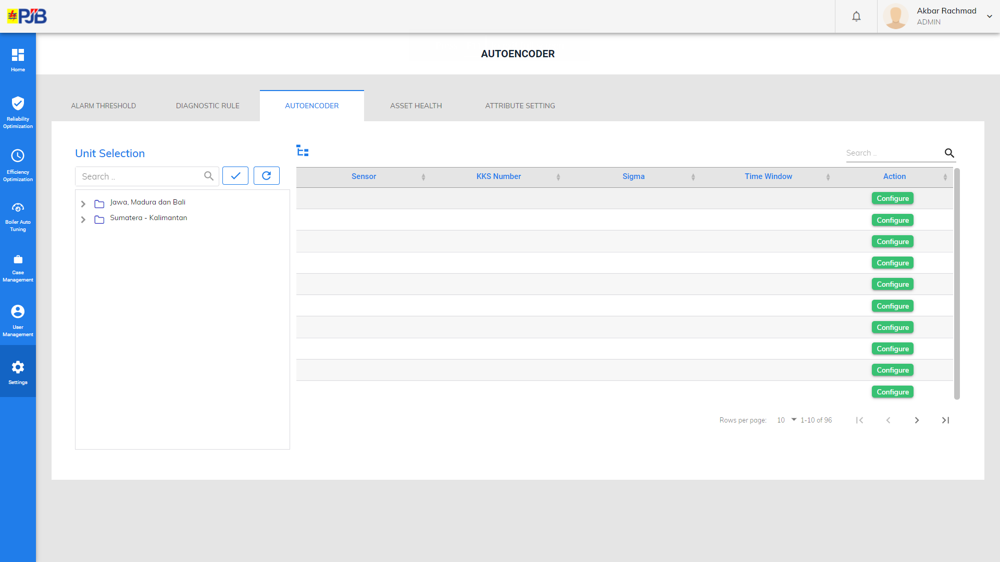 PJB
Akbar Rachmad
ADMIN
Home
Reliability
Optimization
Efficiency
Optimization
Boiler Auto
Tuning
Case
Management
User
Management
Settings
AUTOENCODER
ALARM THRESHOLD
DIAGNOSTIC RULE
AUTOENCODER
ASSET HEALTH
ATTRIBUTE SETTING
Unit Selection
Search ..
Jawa, Madura dan Bali
Sumatera - Kalimantan
Search ..
Sensor KKS Number Sigma Time Window Action
Configure
Configure
Configure
Configure
Configure
Configure
Configure
Configure
Configure
Configure
Rows per page: 10 1-10 of 96